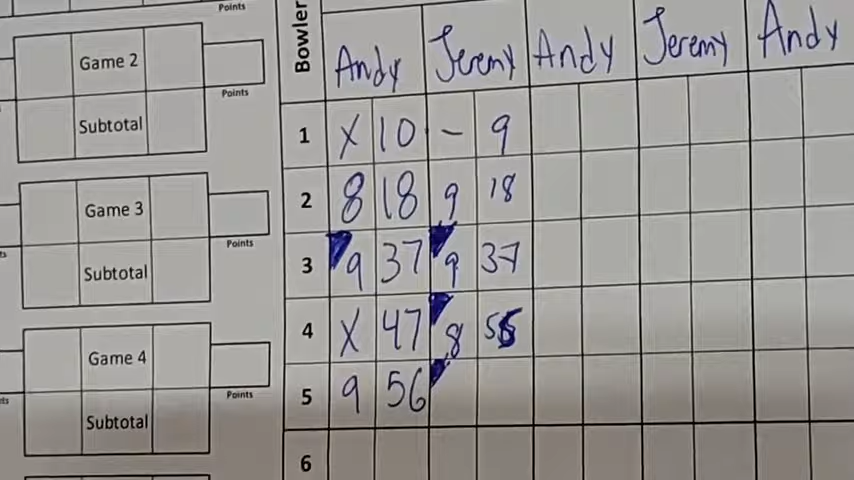 Points
Bowler
Andy Jeremy Andy Jeremy Andy
Game 2
Points
Subtotal
1 X 10 - 9
2 8 18 9 18
Game 3
Points
Subtotal
3 9 37 9 37
4 X 47 8
Game 4
Points
Subtotal
5 9 56
6